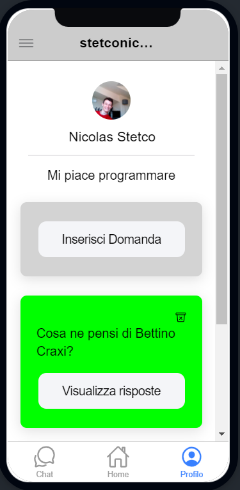 stetconic...
Nicolas Stetco
Mi piace programmare
Inserisci Domanda
Cosa ne pensi di Bettino
Craxi?
Visualizza risposte
Chat
Home
Profilo